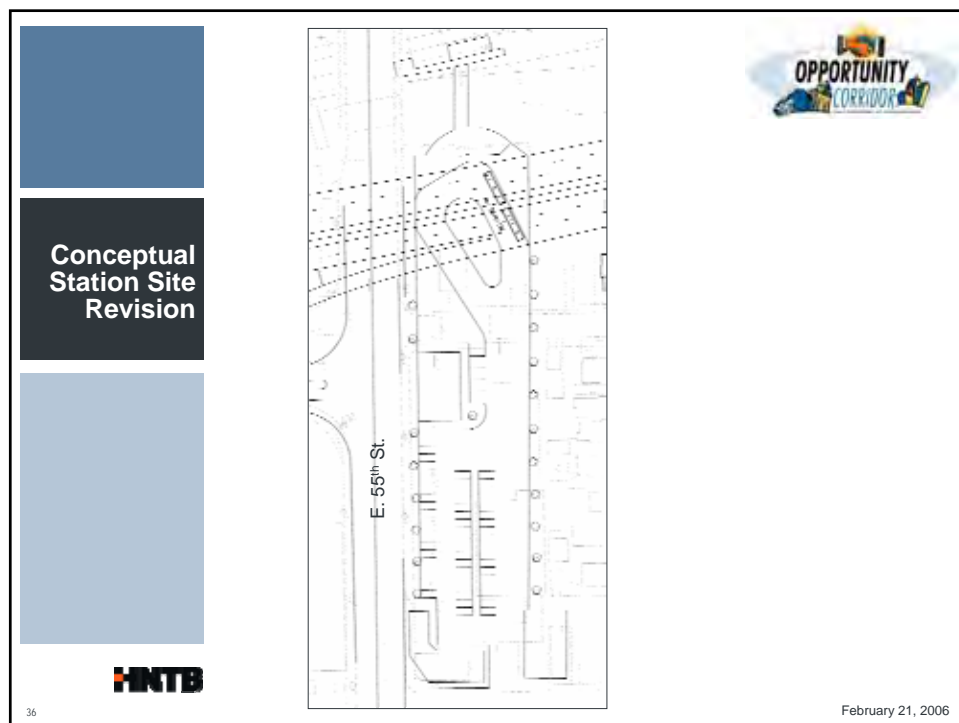 Conceptual
Station Site
Revision
E. 55th St.
OPPORTUNITY
CORRIDOR
HNTB
36
February 21, 2006